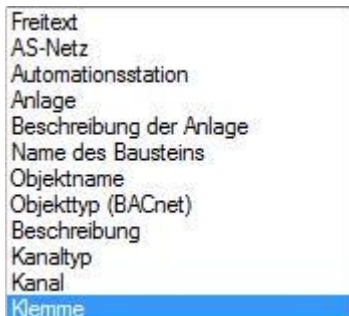 Freitext
AS-Netz
Automationsstation
Anlage
Beschreibung der Anlage
Name des Bausteins
Objektname
Objekttyp (BACnet)
Beschreibung
Kanaltyp
Kanal
Klemme